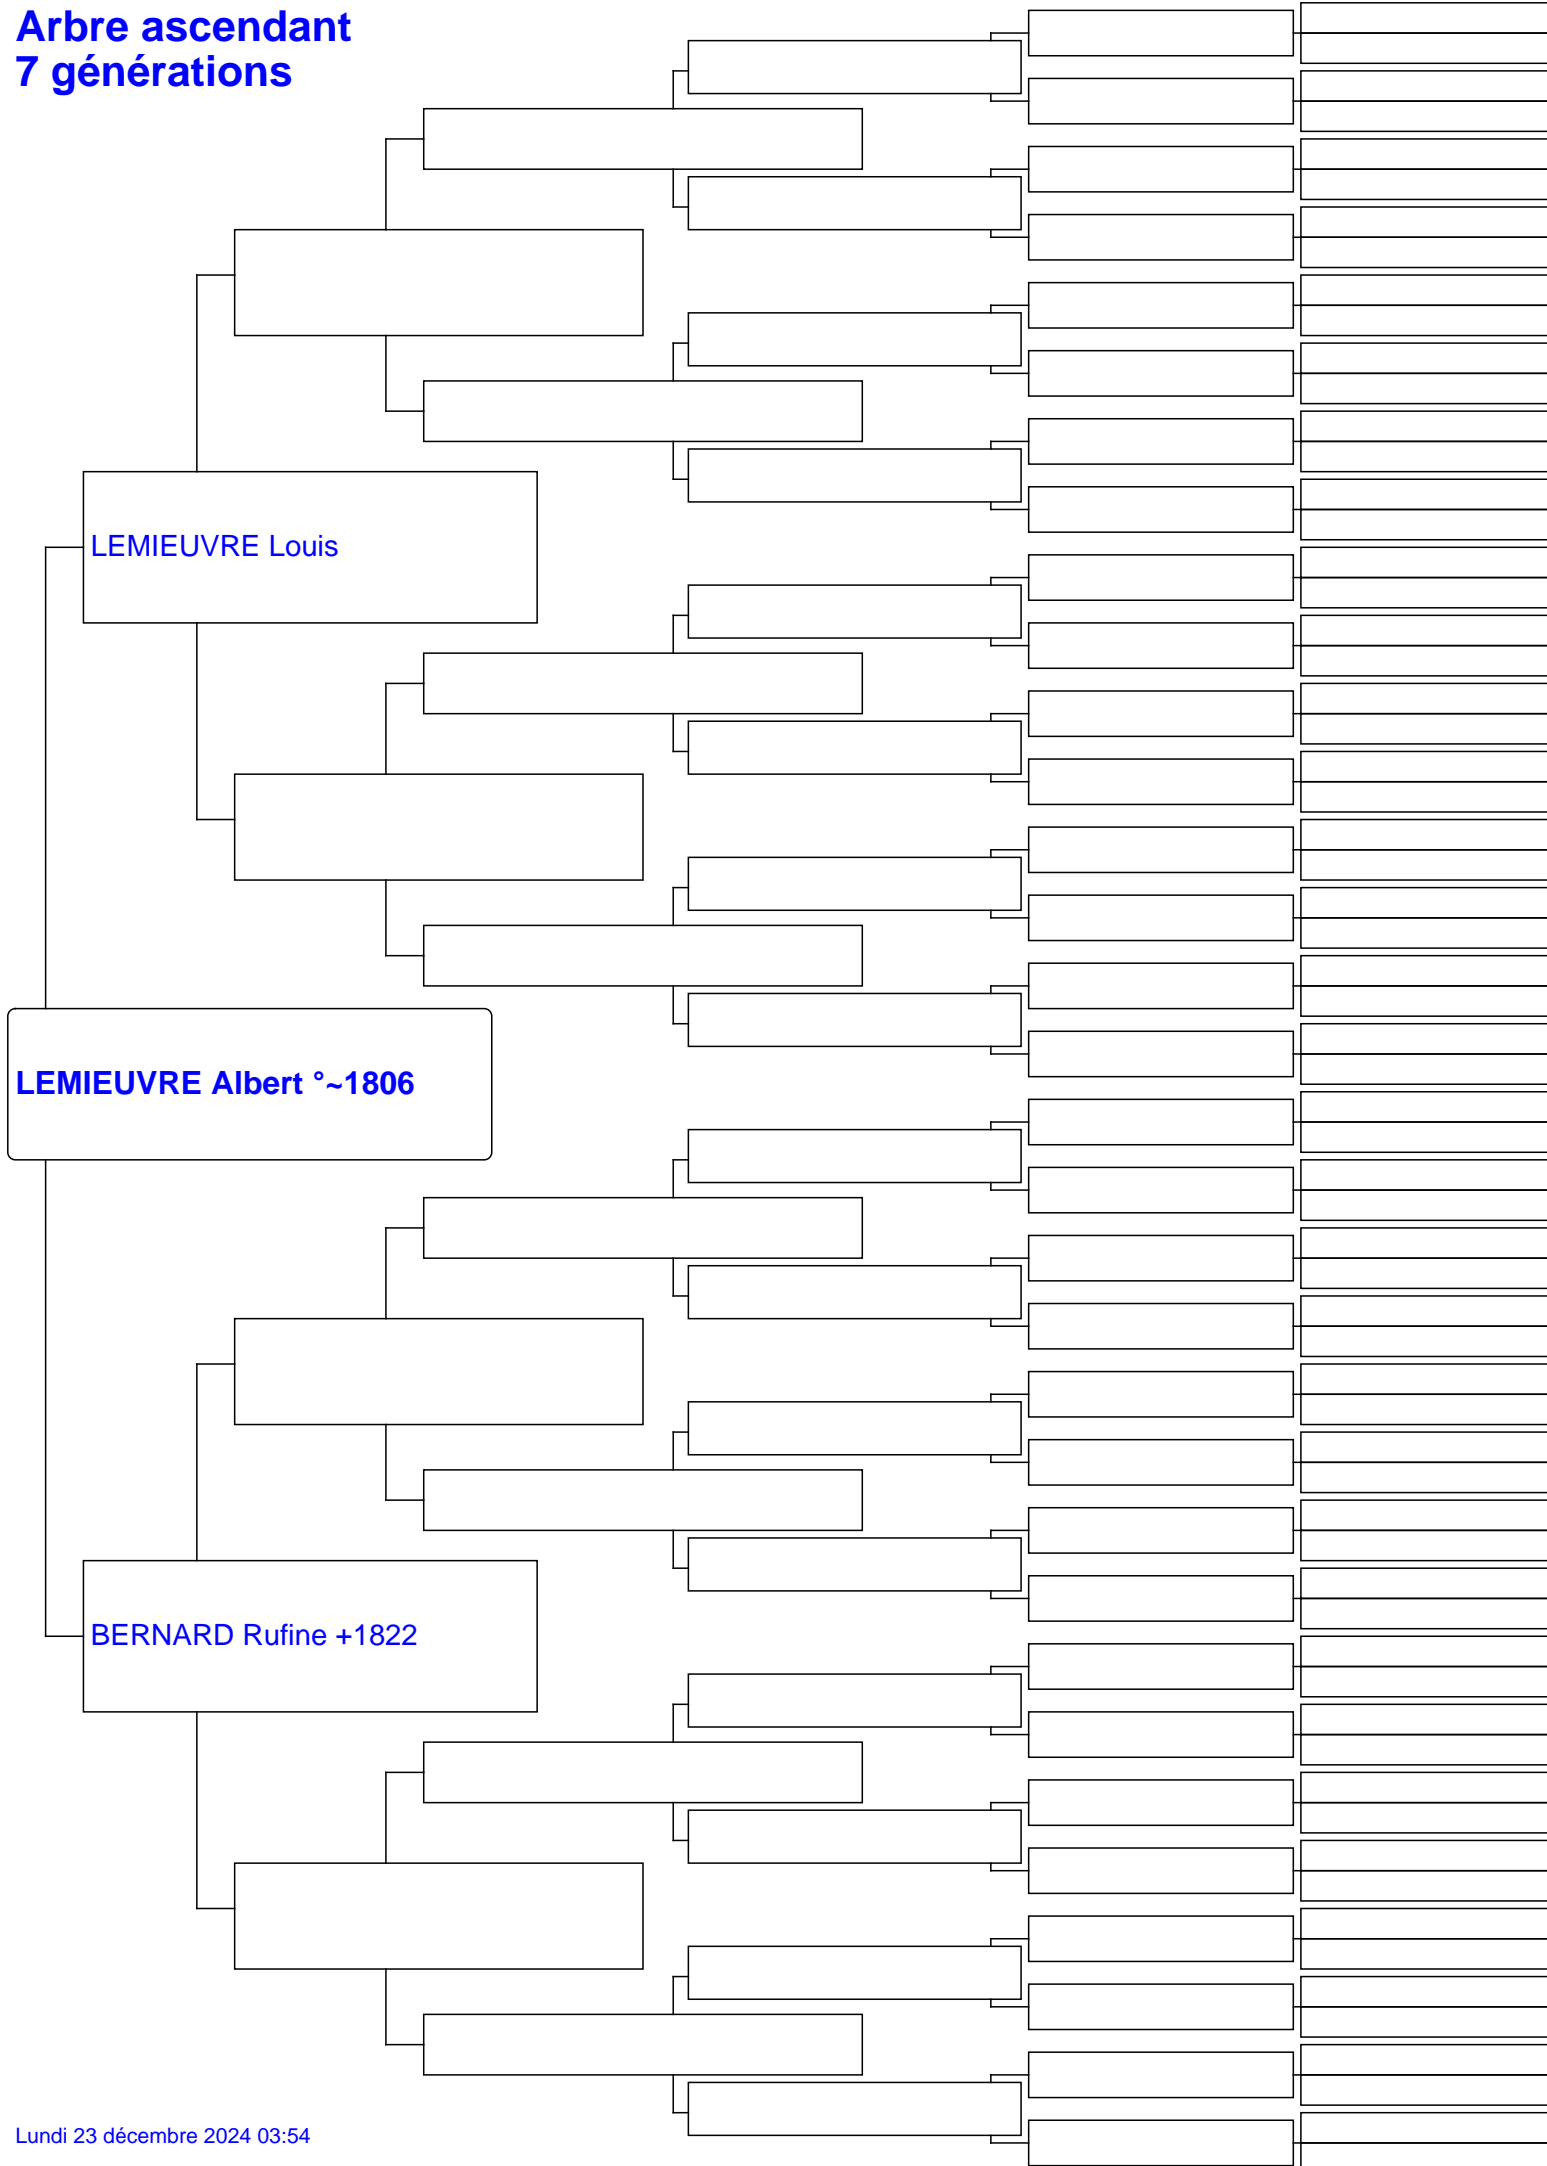 Arbre ascendant
7 générations
LEMIEUVRE Louis
LEMIEUVRE Albert °~1806
BERNARD Rufine +1822
Lundi 23 décembre 2024 03:54